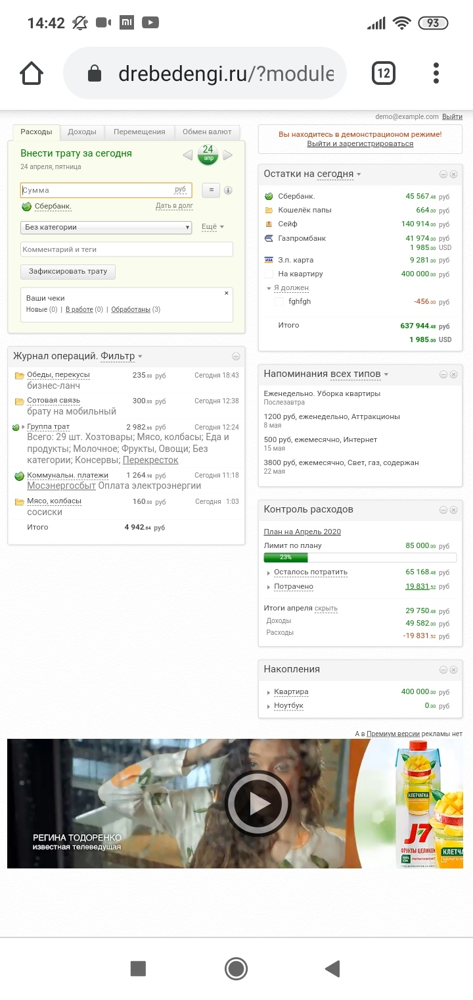 14:42
93
drebedengi.ru/?module
12
demo@example.com Выйти
Расходы Доходы Перемещения Обмен валют
Внести трату за сегодня
24 апреля, пятница
24
апр
Сумма руб
= i
Сбербанк. Дать в долг
Без категории Ещё
Комментарий и теги
Зафиксировать трату
Ваши чеки
Новые (0) | В работе (0) | Обработаны (3)
Журнал операций. Фильтр
Обеды, перекусы 235.00 руб Сегодня 18:43
бизнес-ланч
Сотовая связь 300.00 руб Сегодня 12:38
брату на мобильный
Группа трат 2 982.66 руб Сегодня 12:24
Всего: 29 шт. Хозтовары; Мясо, колбасы; Еда и
продукты; Молочное; Фрукты, Овощи; Без
категории; Консервы; Перекресток
Коммунальн. платежи 1 264.98 руб Сегодня 11:18
Мосэнергосбыт Оплата электроэнергии
Мясо, колбасы 160.00 руб Сегодня 1:03
сосиски
Итого 4 942.64 руб
Вы находитесь в демонстрационом режиме!
Выйти и зарегистрироваться
Остатки на сегодня
Сбербанк. 45 567.48 руб
Кошелёк папы 664.00 руб
Сейф 140 914.00 руб
Газпромбанк 41 974.00 руб
1 985.00 USD
VISA З.п. карта 9 281.00 руб
На квартиру 400 000.00 руб
Я должен
fghfgh -456.00 руб
Итого 637 944.48 руб
1 985.00 USD
Напоминания всех типов
Еженедельно. Уборка квартиры
Послезавтра
1200 руб, еженедельно, Аттракционы
8 мая
500 руб, ежемесячно, Интернет
15 мая
3800 руб, ежемесячно, Свет, газ, содержан
22 мая
Контроль расходов
План на Апрель 2020
Лимит по плану 85 000.00 руб
23%
Осталось потратить 65 168.48 руб
Потрачено 19 831.52 руб
Итоги апреля скрыть 29 750.48 руб
Доходы 49 582.00 руб
Расходы -19 831.52 руб
Накопления
Квартира 400 000.00 руб
Ноутбук 0.00 руб
А в Премиум версии рекламы нет
РЕГИНА ТОДОРЕНКО
известная телеведущая
КЛЕТЧАТКА
J7
ФРУКТЫ ЦЕЛИКОМ
МУЛЬТИФРУКТ
КЛЕТЧА